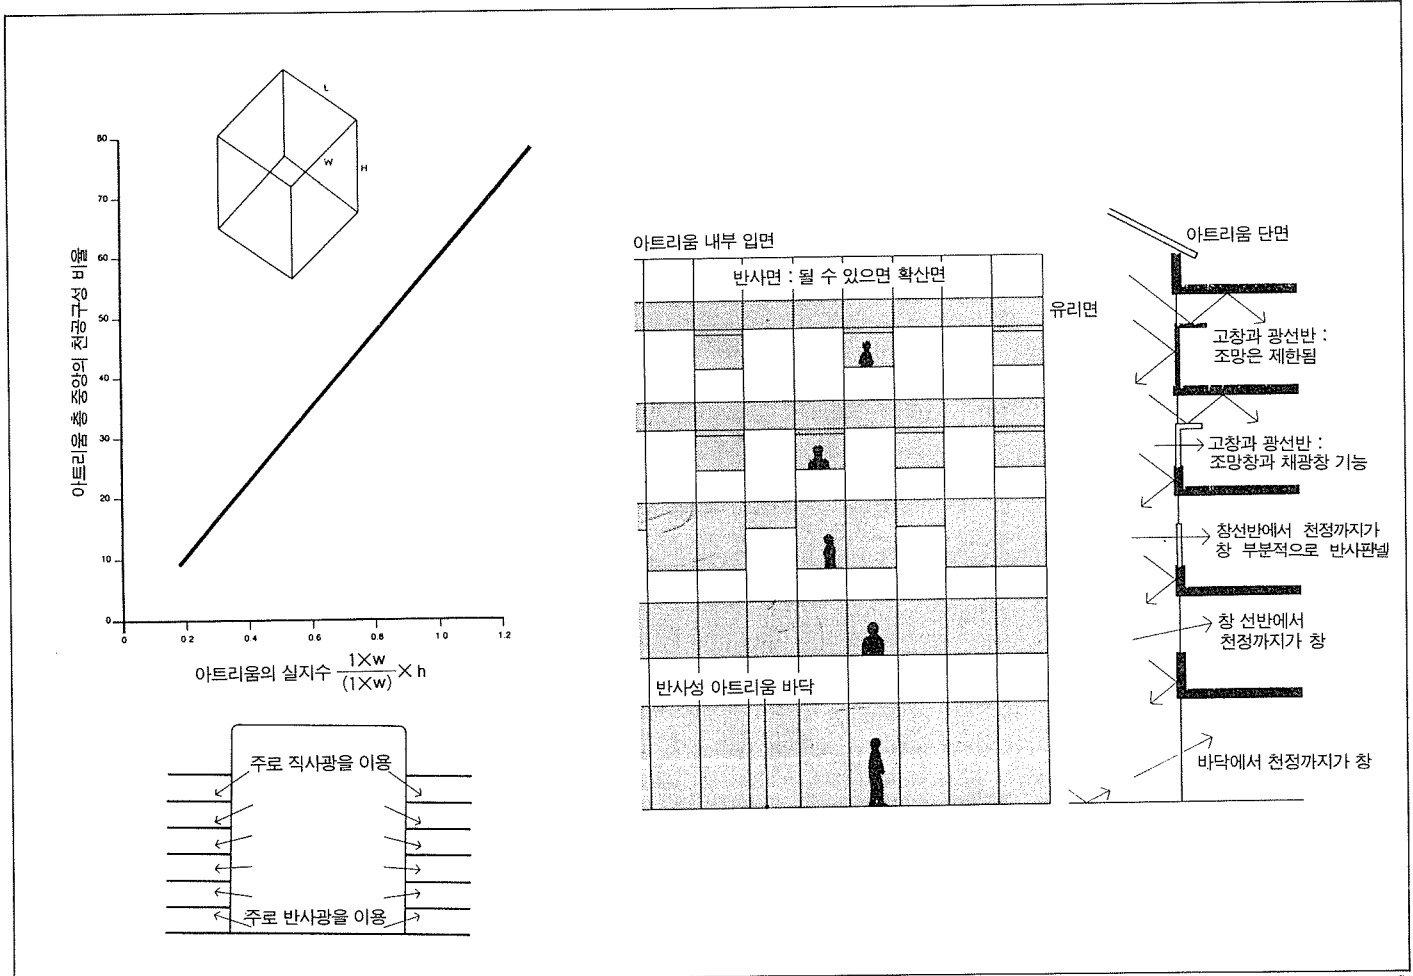 L
W
H
80
70
60
50
40
30
20
10
0
아트리움 층 중앙의 천공구성 비율
0
0.2
0.4
0.6
0.8
1.0
1.2
아트리움의 실지수 1×w/(1×w) × h
주로 직사광을 이용
주로 반사광을 이용
아트리움 내부 입면
반사면 : 될 수 있으면 확산면
유리면
반사성 아트리움 바닥
아트리움 단면
고창과 광선반 :
조망은 제한됨
고창과 광선반 :
조망창과 채광창 기능
창선반에서 천정까지가
창 부분적으로 반사판넬
창 선반에서
천정까지가 창
바닥에서 천정까지가 창